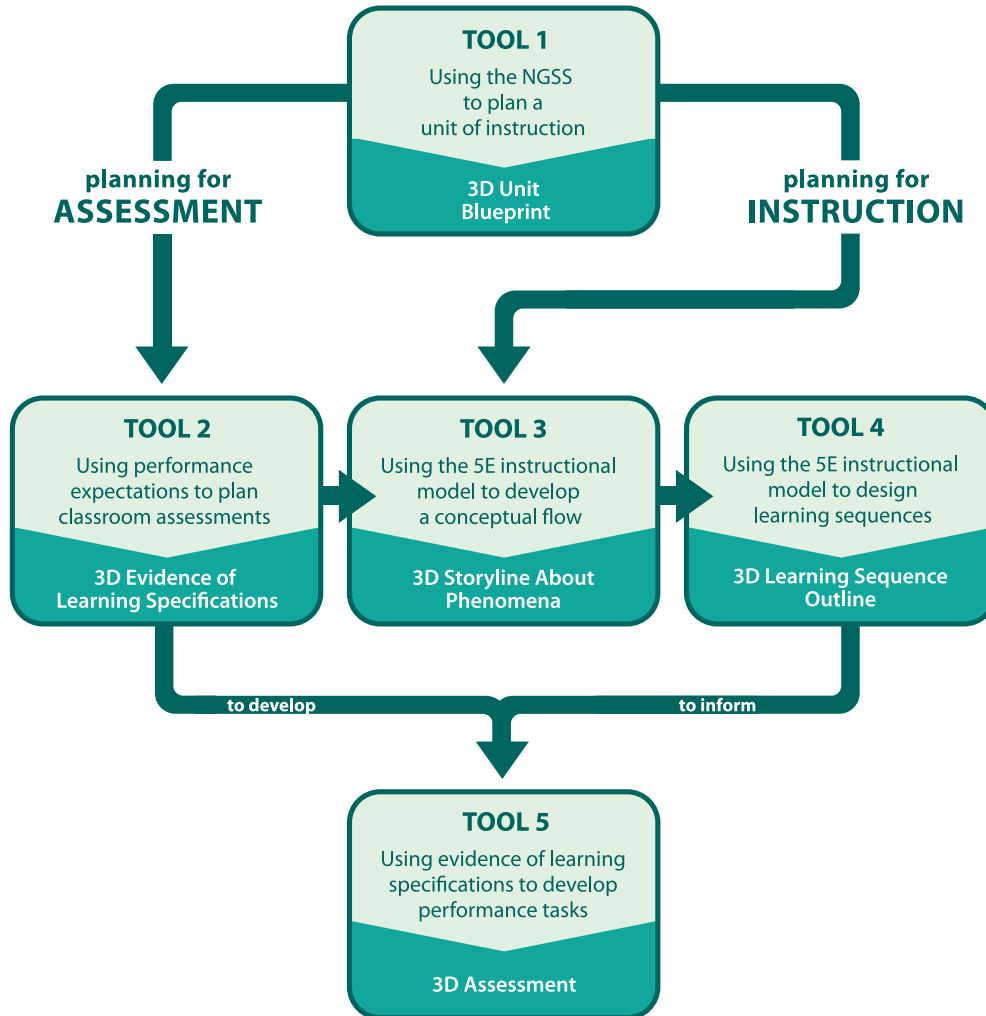 TOOL 1
Using the NGSS
to plan a
unit of instruction
3D Unit
Blueprint
planning for
ASSESSMENT
planning for
INSTRUCTION
TOOL 2
Using performance
expectations to plan
classroom assessments
3D Evidence of
Learning Specifications
TOOL 3
Using the 5E instructional
model to develop
a conceptual flow
3D Storyline About
Phenomena
TOOL 4
Using the 5E instructional
model to design
learning sequences
3D Learning Sequence
Outline
to develop
to inform
TOOL 5
Using evidence of learning
specifications to develop
performance tasks
3D Assessment